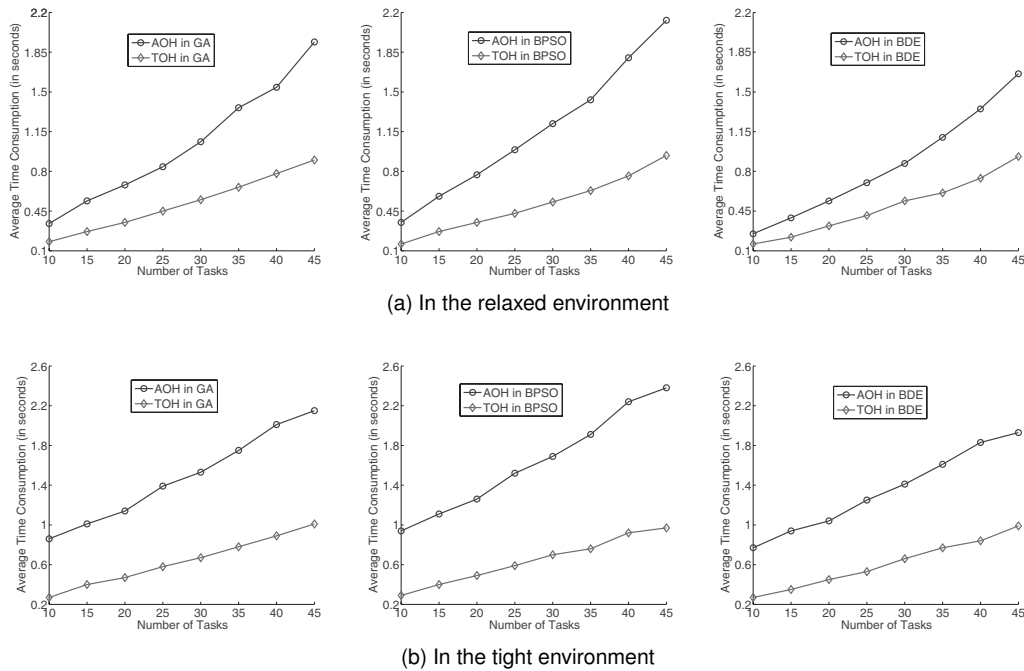 Average Time Consumption (in seconds)
2.2
1.85
1.5
1.15
0.8
0.45
0.1
AOH in GA
TOH in GA
10 15 20 25 30 35 40 45
Number of Tasks
Average Time Consumption (in seconds)
2.2
1.85
1.5
1.15
0.8
0.45
0.1
AOH in BPSO
TOH in BPSO
10 15 20 25 30 35 40 45
Number of Tasks
Average Time Consumption (in seconds)
2.2
1.85
1.5
1.15
0.8
0.45
0.1
AOH in BDE
TOH in BDE
10 15 20 25 30 35 40 45
Number of Tasks
(a) In the relaxed environment
Average Time Consumption (in seconds)
2.6
2.2
1.8
1.4
1
0.6
0.2
AOH in GA
TOH in GA
10 15 20 25 30 35 40 45
Number of Tasks
Average Time Consumption (in seconds)
2.6
2.2
1.8
1.4
1
0.6
0.2
AOH in BPSO
TOH in BPSO
10 15 20 25 30 35 40 45
Number of Tasks
Average Time Consumption (in seconds)
2.6
2.2
1.8
1.4
1
0.6
0.2
AOH in BDE
TOH in BDE
10 15 20 25 30 35 40 45
Number of Tasks
(b) In the tight environment